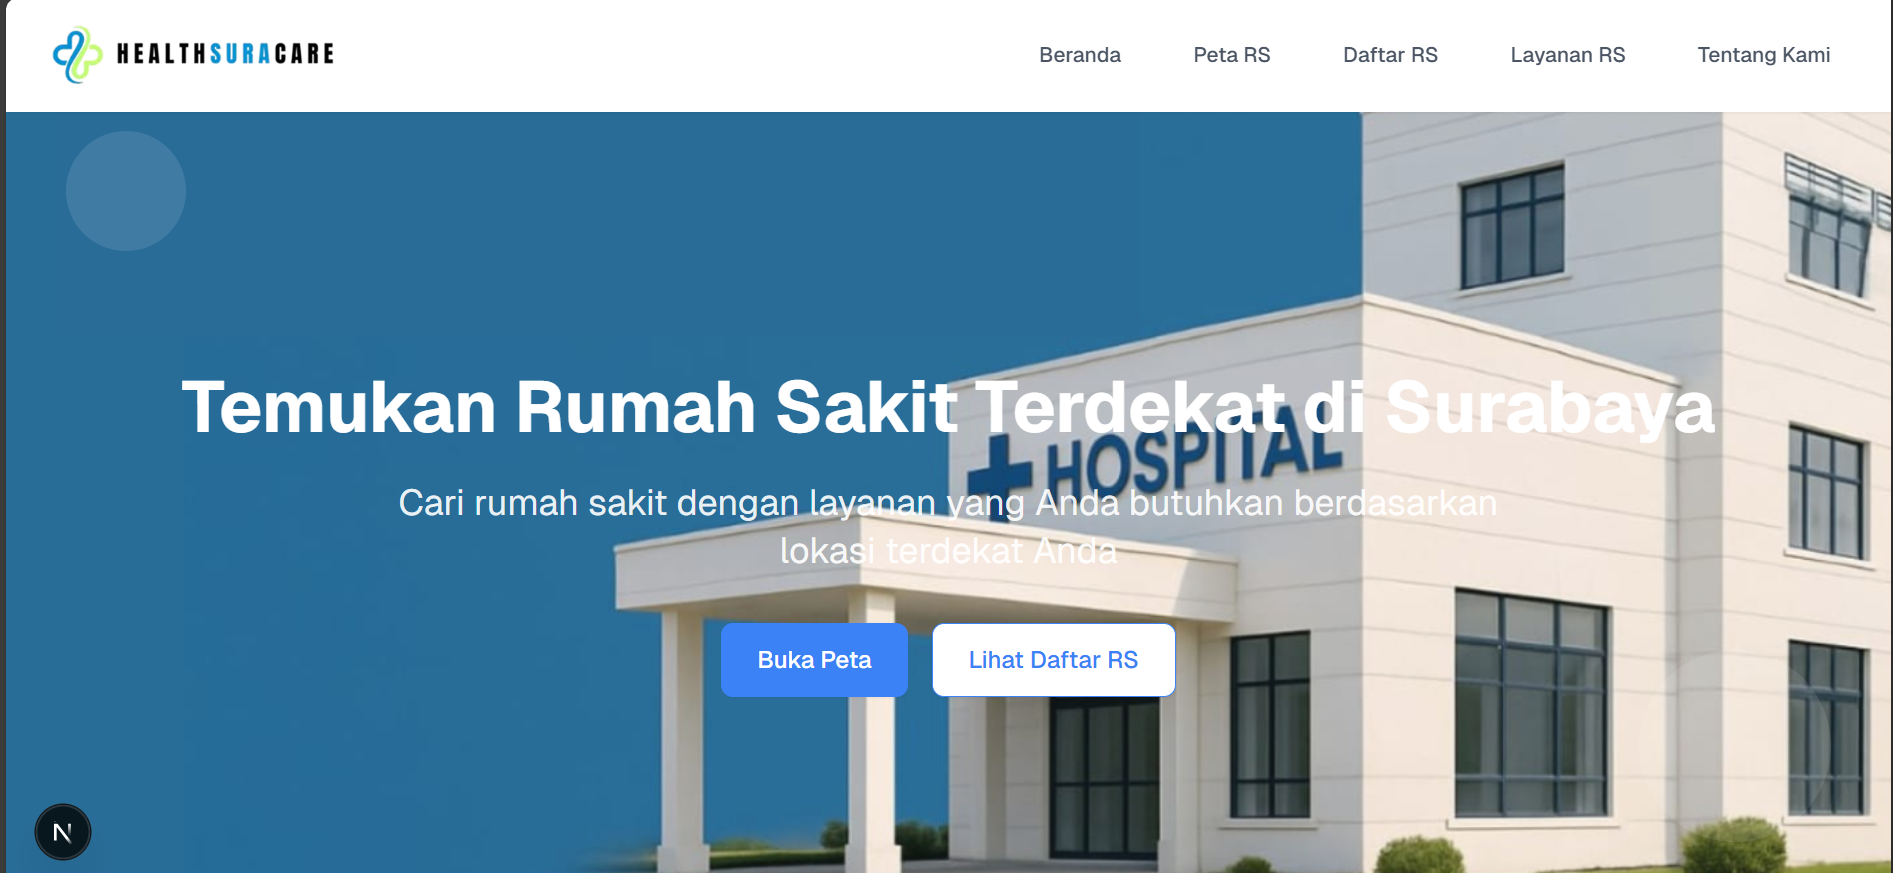 HEALTHSURACARE
Beranda
Peta RS
Daftar RS
Layanan RS
Tentang Kami
Temukan Rumah Sakit Terdekat di Surabaya
HOSPITAL
Cari rumah sakit dengan layanan yang Anda butuhkan berdasarkan
lokasi terdekat Anda
Buka Peta
Lihat Daftar RS
N